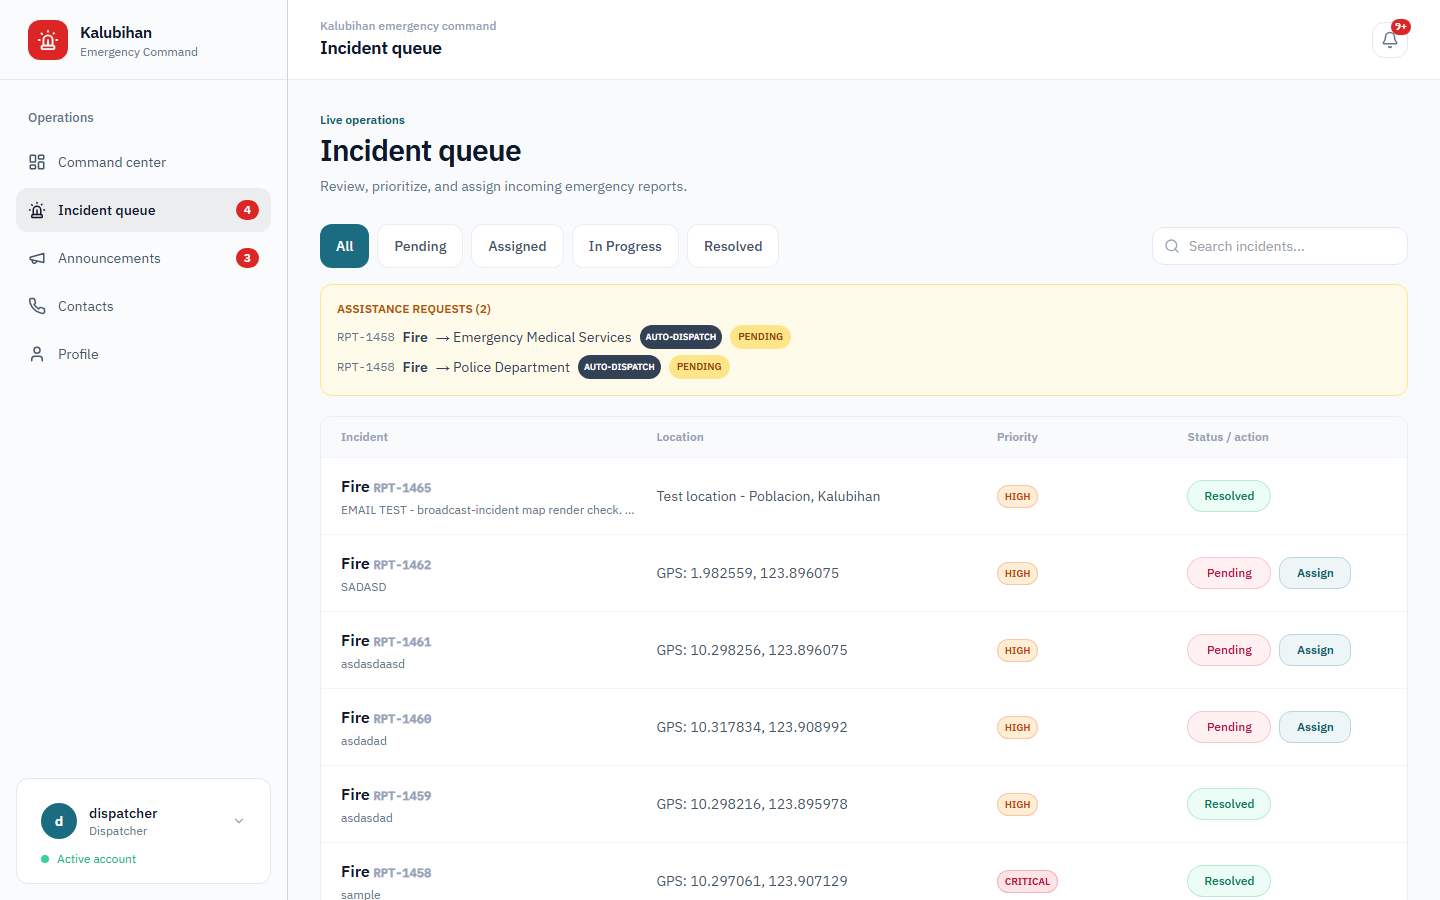 Kalubihan
Emergency Command
Operations
Command center
Incident queue 4
Announcements 3
Contacts
Profile
d dispatcher
Dispatcher
Active account
Kalubihan emergency command
Incident queue
9+
Live operations
Incident queue
Review, prioritize, and assign incoming emergency reports.
All Pending Assigned In Progress Resolved Search incidents...
ASSISTANCE REQUESTS (2)
RPT-1458 Fire → Emergency Medical Services AUTO-DISPATCH PENDING
RPT-1458 Fire → Police Department AUTO-DISPATCH PENDING
Incident Location Priority Status / action
Fire RPT-1465
EMAIL TEST - broadcast-incident map render check. ...
Test location - Poblacion, Kalubihan HIGH Resolved
Fire RPT-1462
SADASD
GPS: 1.982559, 123.896075 HIGH Pending Assign
Fire RPT-1461
asdasdaasd
GPS: 10.298256, 123.896075 HIGH Pending Assign
Fire RPT-1460
asdadad
GPS: 10.317834, 123.908992 HIGH Pending Assign
Fire RPT-1459
asdasdad
GPS: 10.298216, 123.895978 HIGH Resolved
Fire RPT-1458
sample
GPS: 10.297061, 123.907129 CRITICAL Resolved